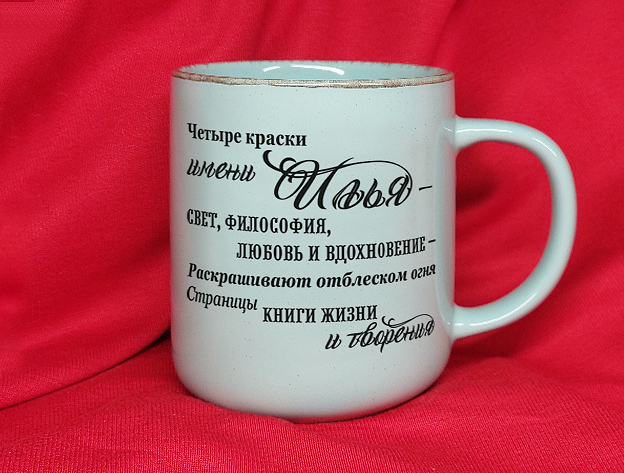 Четыре краски
имени Илья –
СВЕТ, ФИЛОСОФИЯ,
ЛЮБОВЬ И ВДОХНОВЕНИЕ –
Раскрашивают отблеском огня
Страницы КНИГИ ЖИЗНИ
и творения